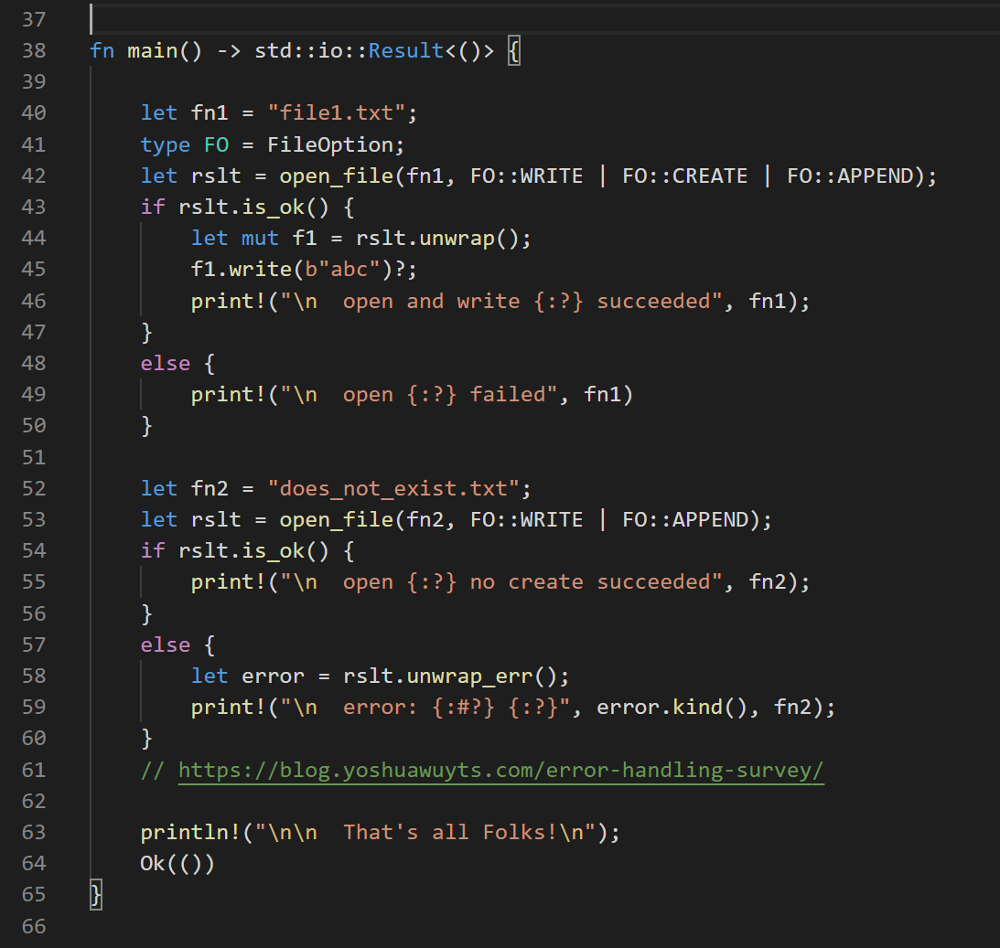 37
38 fn main() -> std::io::Result<()> {
39
40     let fn1 = "file1.txt";
41     type FO = FileOption;
42     let rslt = open_file(fn1, FO::WRITE | FO::CREATE | FO::APPEND);
43     if rslt.is_ok() {
44         let mut f1 = rslt.unwrap();
45         f1.write(b"abc")?;
46         print!("\n  open and write {:?} succeeded", fn1);
47     }
48     else {
49         print!("\n  open {:?} failed", fn1)
50     }
51
52     let fn2 = "does_not_exist.txt";
53     let rslt = open_file(fn2, FO::WRITE | FO::APPEND);
54     if rslt.is_ok() {
55         print!("\n  open {:?} no create succeeded", fn2);
56     }
57     else {
58         let error = rslt.unwrap_err();
59         print!("\n  error: {:#?} {:?}", error.kind(), fn2);
60     }
61     // https://blog.yoshuawuyts.com/error-handling-survey/
62
63     println!("\n\n  That's all Folks!\n");
64     Ok(())
65 }
66